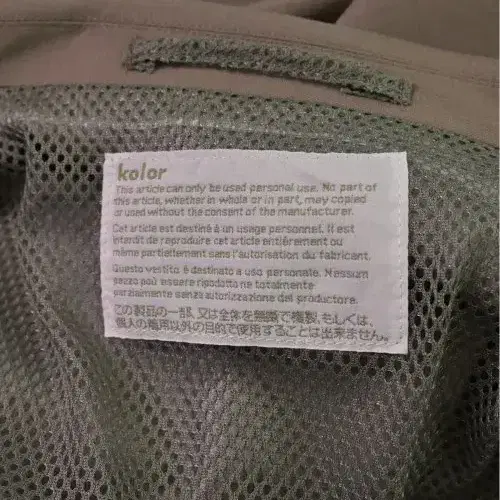 kolor
This article can only be used personal use. No part of
this article, whether in whole or in part, may copied
or used without the consent of the manufacturer.
Cet article est destiné à un usage personnel. Il est
interdit de reproduire cet article entièrement ou
même partiellement sans l'autorisation du fabricant.
Questo vestito è destinato a uso personale. Nessun
pezzo può essere ripodotto ne totalmente
parzialmente senza autorizzazione del productore.
この製品の一部、又は全体を無断で複製、もしくは、
個人の着用以外の目的で使用することは出来ません。